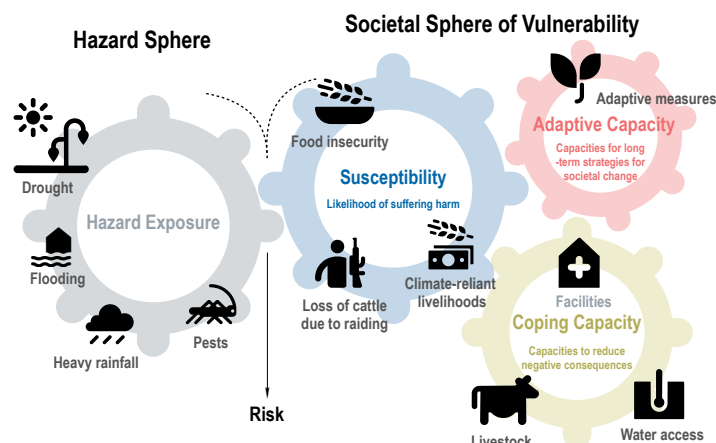 Hazard Sphere
Societal Sphere of Vulnerability
Drought
Hazard Exposure
Flooding
Heavy rainfall
Pests
Risk
Food insecurity
Susceptibility
Likelihood of suffering harm
Loss of cattle
due to raiding
Climate-reliant
livelihoods
Adaptive measures
Adaptive Capacity
Capacities for long
-term strategies for
societal change
Facilities
Coping Capacity
Capacities to reduce
negative consequences
Livestock
Water access